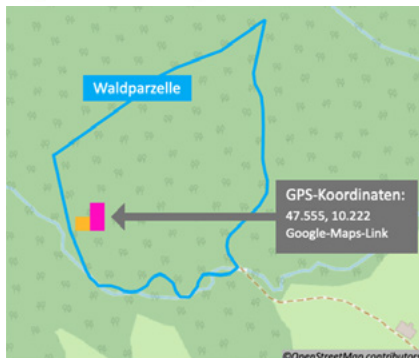 Waldparzelle
GPS-Koordinaten:
47.555, 10.222
Google-Maps-Link
©OpenStreetMap contributors